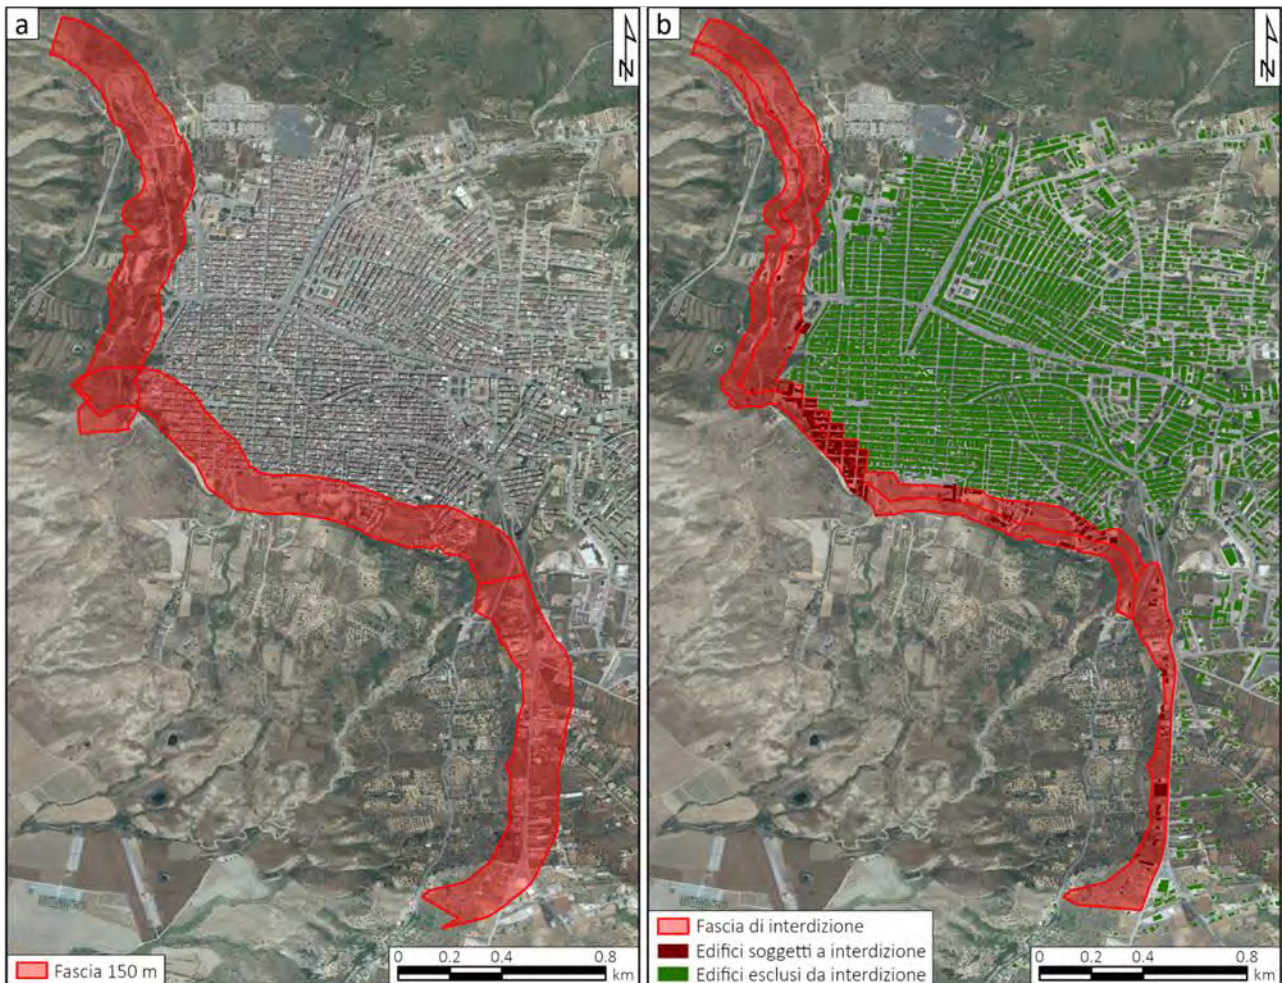 a
N
Fascia 150 m
0 0.2 0.4 0.8
km
b
N
Fascia di interdizione
Edifici soggetti a interdizione
Edifici esclusi da interdizione
0 0.2 0.4 0.8
km